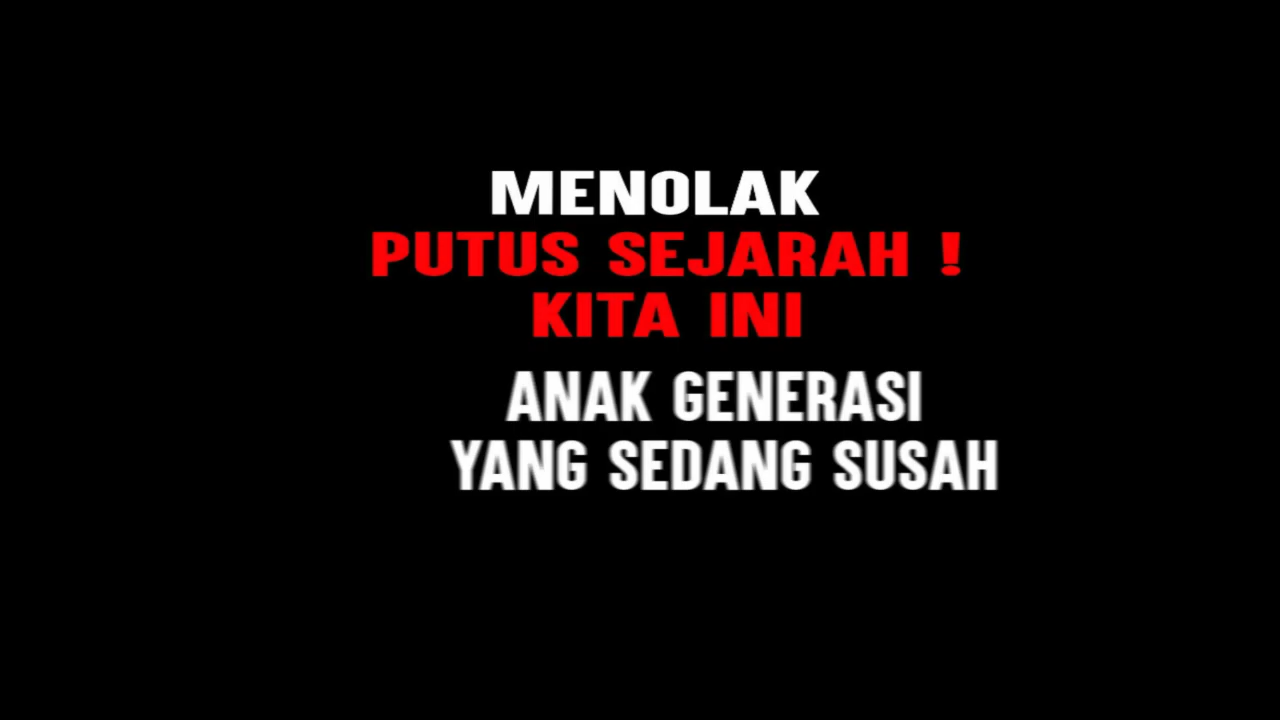 MENOLAK
PUTUS SEJARAH !
KITA INI
ANAK GENERASI
YANG SEDANG SUSAH